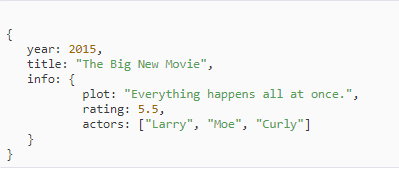 {
   year: 2015,
   title: "The Big New Movie",
   info: {
          plot: "Everything happens all at once.",
          rating: 5.5,
          actors: ["Larry", "Moe", "Curly"]
   }
}